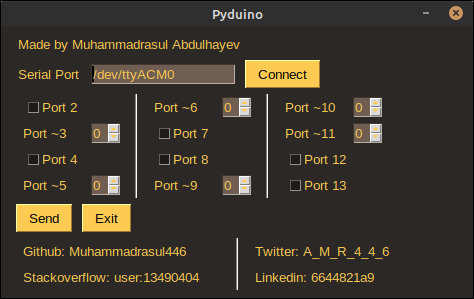 Pyduino
Made by Muhammadrasul Abdulhayev
Serial Port /dev/ttyACM0 Connect
Port 2 Port ~6 0 Port ~10 0
Port ~3 0 Port 7 Port ~11 0
Port 4 Port 8 Port 12
Port ~5 0 Port ~9 0 Port 13
Send Exit
Github: Muhammadrasul446 Twitter: A_M_R_4_4_6
Stackoverflow: user:13490404 Linkedin: 6644821a9